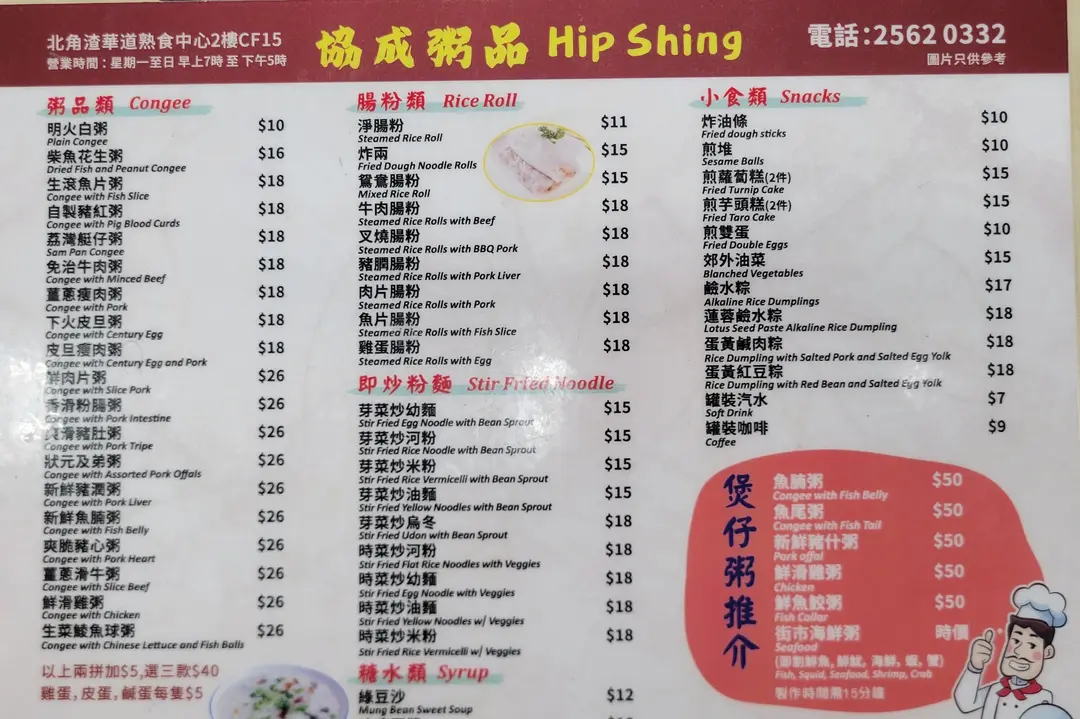 北角渣華道熟食中心2樓CF15
營業時間：星期一至日 早上7時 至 下午5時
協成粥品 Hip Shing
電話：2562 0332
圖片只供參考
粥品類 Congee
明火白粥 $10
Plain Congee
柴魚花生粥 $16
Dried Fish and Peanut Congee
生滾魚片粥 $18
Congee with Fish Slice
自製豬紅粥 $18
Congee with Pig Blood Curds
荔灣艇仔粥 $18
Sam Pan Congee
免治牛肉粥 $18
Congee with Minced Beef
薑蔥瘦肉粥 $18
Congee with Pork
下火皮旦粥 $18
Congee with Century Egg
皮旦瘦肉粥 $18
Congee with Century Egg and Pork
鮮肉片粥 $26
Congee with Slice Pork
香滑粉腸粥 $26
Congee with Pork Intestine
爽滑豬肚粥 $26
Congee with Pork Tripe
狀元及弟粥 $26
Congee with Assorted Pork Offals
新鮮豬潤粥 $26
Congee with Pork Liver
新鮮魚腩粥 $26
Congee with Fish Belly
爽脆豬心粥 $26
Congee with Pork Heart
薑蔥滑牛粥 $26
Congee with Slice Beef
鮮滑雞粥 $26
Congee with Chicken
生菜鯪魚球粥 $26
Congee with Chinese Lettuce and Fish Balls
以上兩拼加$5,選三款$40
雞蛋,皮蛋,鹹蛋每隻$5
腸粉類 Rice Roll
淨腸粉 $11
Steamed Rice Roll
炸兩 $15
Fried Dough Noodle Rolls
鴛鴦腸粉 $15
Mixed Rice Roll
牛肉腸粉 $18
Steamed Rice Rolls with Beef
叉燒腸粉 $18
Steamed Rice Rolls with BBQ Pork
豬膶腸粉 $18
Steamed Rice Rolls with Pork Liver
肉片腸粉 $18
Steamed Rice Rolls with Pork
魚片腸粉 $18
Steamed Rice Rolls with Fish Slice
雞蛋腸粉 $18
Steamed Rice Rolls with Egg
即炒粉麵 Stir Fried Noodle
芽菜炒幼麵 $15
Stir Fried Egg Noodle with Bean Sprout
芽菜炒河粉 $15
Stir Fried Rice Noodle with Bean Sprout
芽菜炒米粉 $15
Stir Fried Rice Vermicelli with Bean Sprout
芽菜炒油麵 $15
Stir Fried Yellow Noodles with Bean Sprout
芽菜炒烏冬 $18
Stir Fried Udon with Bean Sprout
時菜炒河粉 $18
Stir Fried Flat Rice Noodles with Veggies
時菜炒幼麵 $18
Stir Fried Egg Noodle with Veggies
時菜炒油麵 $18
Stir Fried Yellow Noodles w/ Veggies
時菜炒米粉 $18
Stir Fried Rice Vermicelli w/ Veggies
糖水類 Syrup
綠豆沙 $12
Mung Bean Sweet Soup
小食類 Snacks
炸油條 $10
Fried dough sticks
煎堆 $10
Sesame Balls
煎蘿蔔糕(2件) $15
Fried Turnip Cake
煎芋頭糕(2件) $15
Fried Taro Cake
煎雙蛋 $10
Fried Double Eggs
郊外油菜 $15
Blanched Vegetables
鹼水粽 $17
Alkaline Rice Dumplings
蓮蓉鹼水粽 $18
Lotus Seed Paste Alkaline Rice Dumpling
蛋黃鹹肉粽 $18
Rice Dumpling with Salted Pork and Salted Egg Yolk
蛋黃紅豆粽 $18
Rice Dumpling with Red Bean and Salted Egg Yolk
罐裝汽水 $7
Soft Drink
罐裝咖啡 $9
Coffee
煲仔粥推介
魚腩粥 $50
Congee with Fish Belly
魚尾粥 $50
Congee with Fish Tail
新鮮豬什粥 $50
Pork offal
鮮滑雞粥 $50
Chicken
鮮魚鮫粥 $50
Fish Collar
街市海鮮粥 時價
Seafood
(即劏鮮魚, 鮮魷, 海鮮, 蝦, 蟹)
Fish, Squid, Seafood, Shrimp, Crab
製作時間需15分鐘